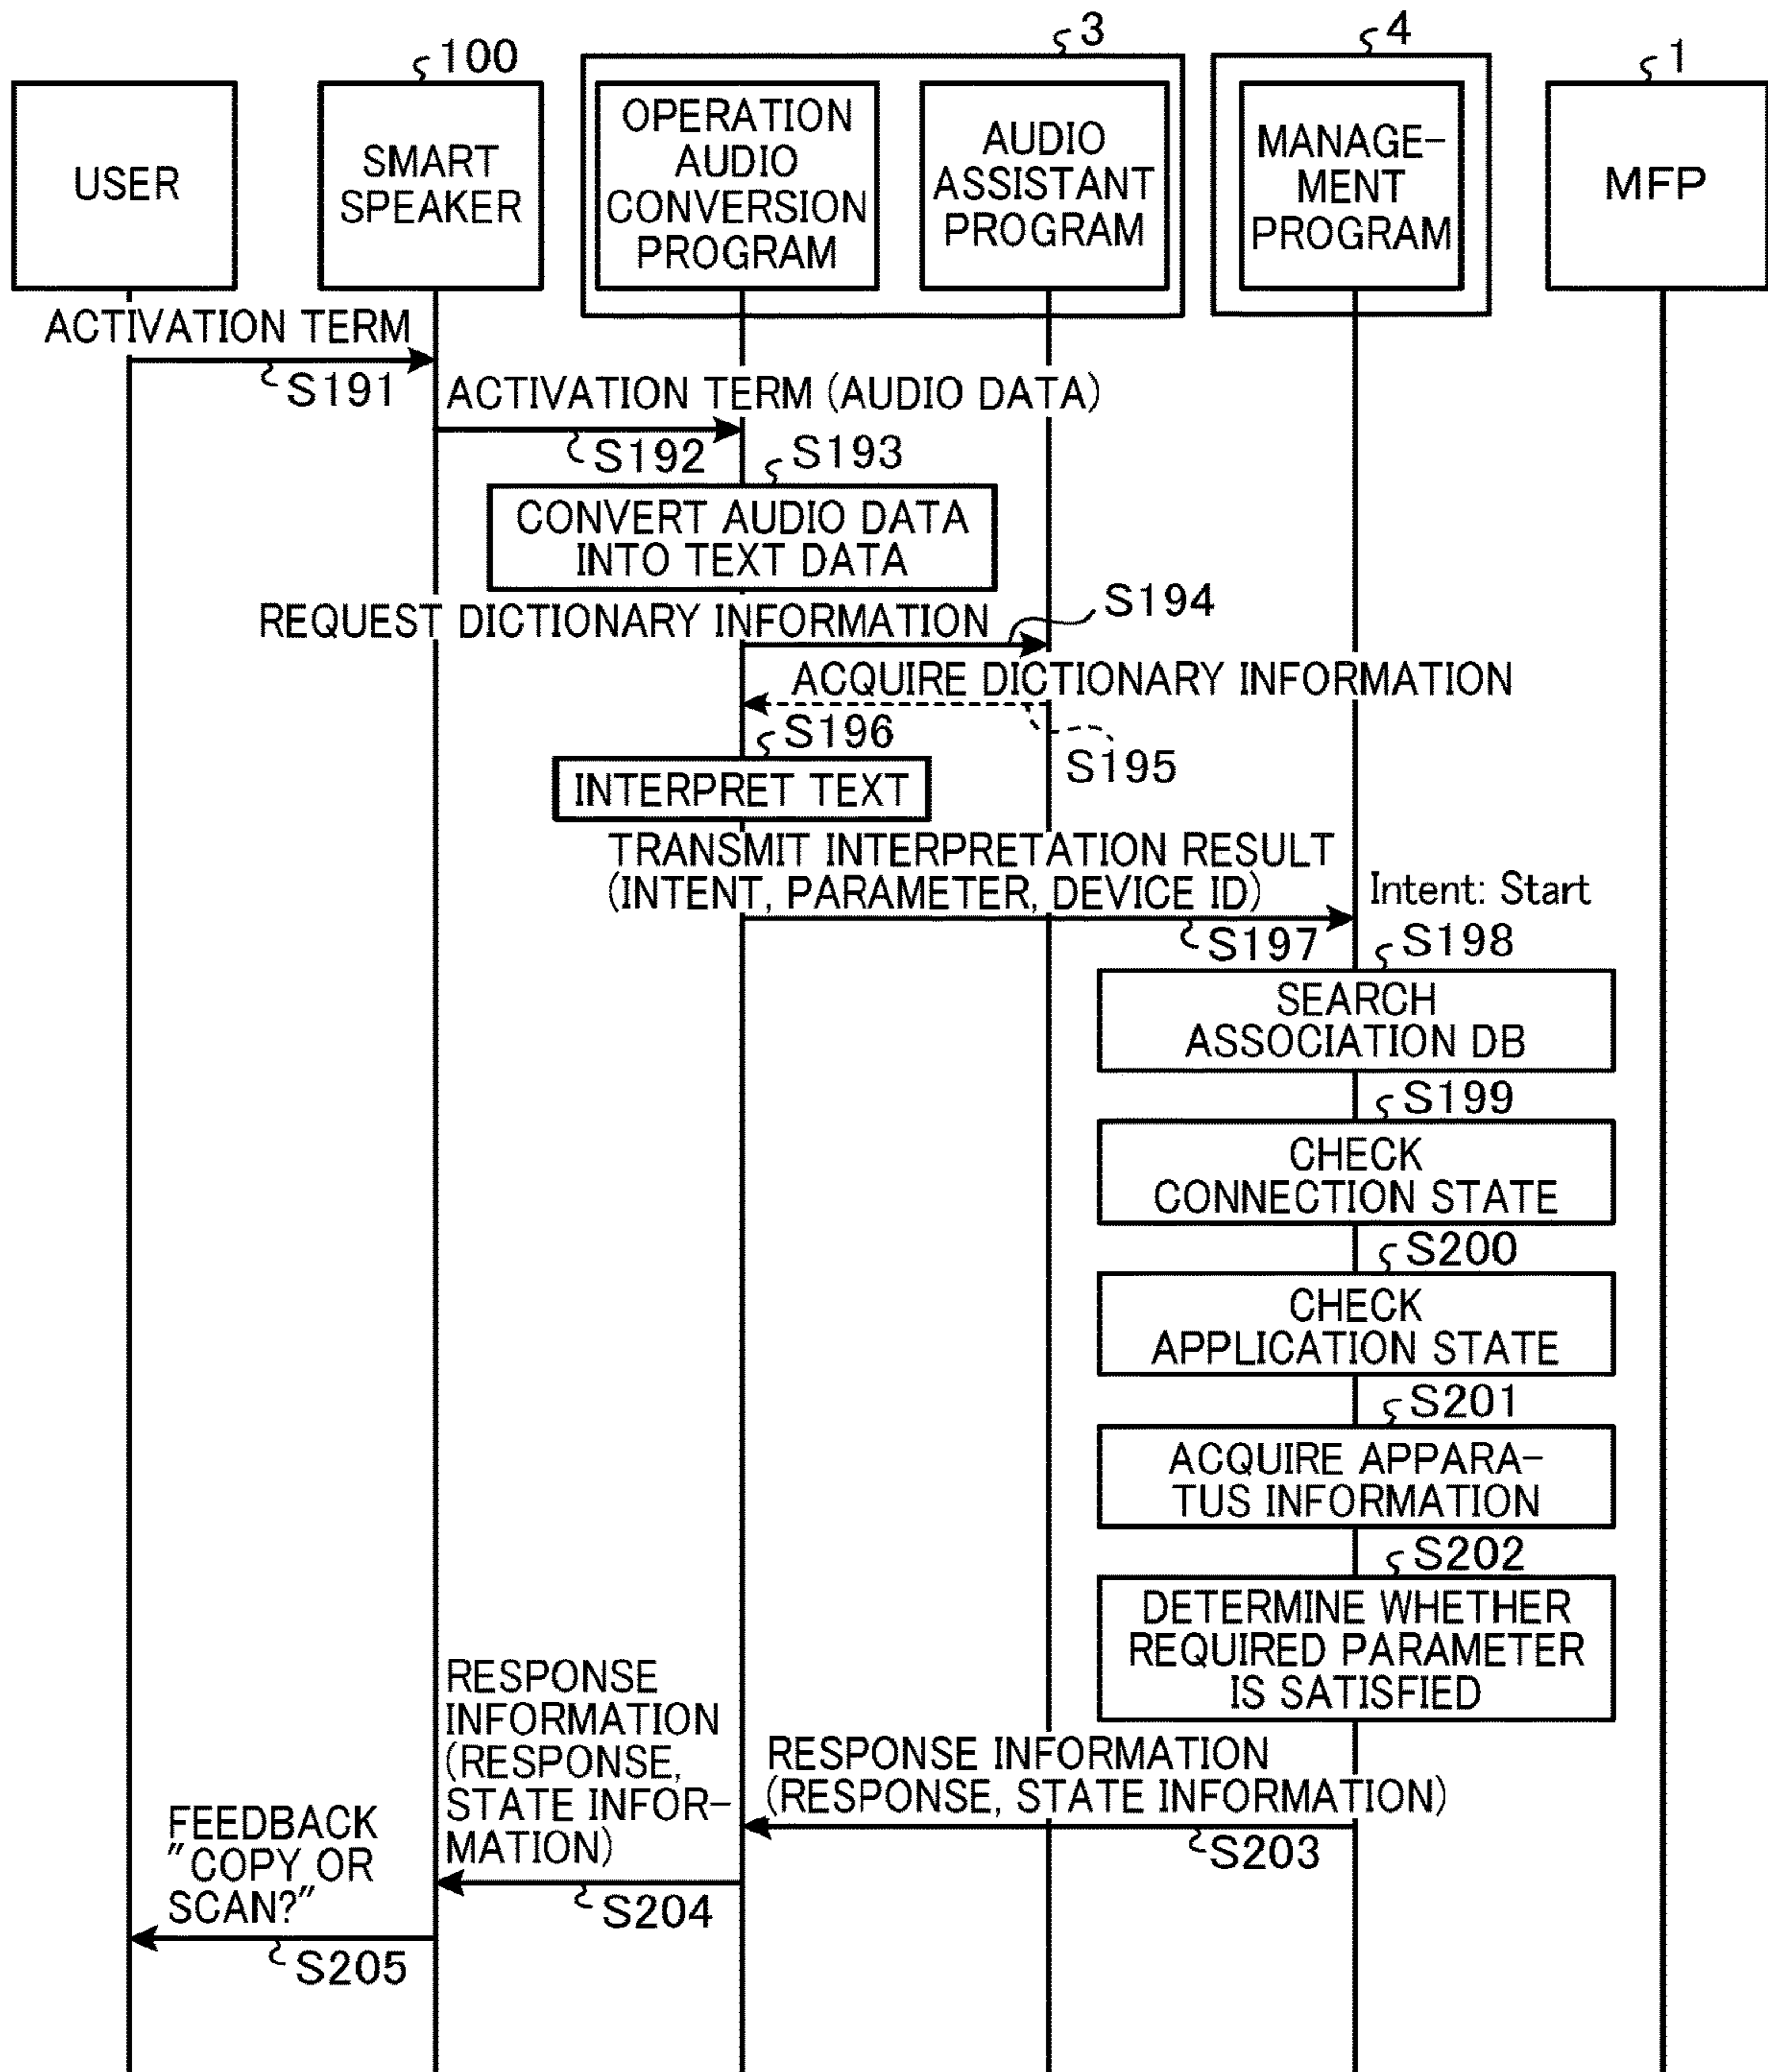 3
4
100
1
USER
SMART
SPEAKER
OPERATION
AUDIO
CONVERSION
PROGRAM
AUDIO
ASSISTANT
PROGRAM
MANAGE-
MENT
PROGRAM
MFP
ACTIVATION TERM
S191
ACTIVATION TERM (AUDIO DATA)
S192
S193
CONVERT AUDIO DATA
INTO TEXT DATA
REQUEST DICTIONARY INFORMATION
S194
ACQUIRE DICTIONARY INFORMATION
S195
S196
INTERPRET TEXT
TRANSMIT INTERPRETATION RESULT
(INTENT, PARAMETER, DEVICE ID)
Intent: Start
S197
S198
SEARCH
ASSOCIATION DB
S199
CHECK
CONNECTION STATE
S200
CHECK
APPLICATION STATE
S201
ACQUIRE APPARA-
TUS INFORMATION
S202
DETERMINE WHETHER
REQUIRED PARAMETER
IS SATISFIED
RESPONSE INFORMATION
(RESPONSE, STATE INFORMATION)
S203
RESPONSE
INFORMATION
(RESPONSE,
STATE INFOR-
MATION)
S204
FEEDBACK
"COPY OR
SCAN?"
S205